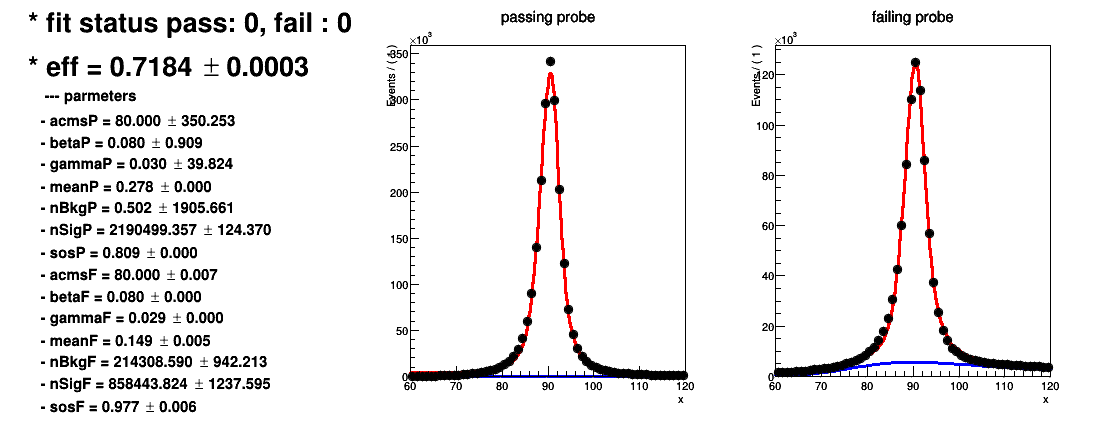 * fit status pass: 0, fail : 0
* eff = 0.7184 ± 0.0003
--- parmeters
- acmsP = 80.000 ± 350.253
- betaP = 0.080 ± 0.909
- gammaP = 0.030 ± 39.824
- meanP = 0.278 ± 0.000
- nBkgP = 0.502 ± 1905.661
- nSigP = 2190499.357 ± 124.370
- sosP = 0.809 ± 0.000
- acmsF = 80.000 ± 0.007
- betaF = 0.080 ± 0.000
- gammaF = 0.029 ± 0.000
- meanF = 0.149 ± 0.005
- nBkgF = 214308.590 ± 942.213
- nSigF = 858443.824 ± 1237.595
- sosF = 0.977 ± 0.006
passing probe
×10³
Events / ( 1 )
350
300
250
200
150
100
50
0
60 70 80 90 100 110 120
x
failing probe
×10³
Events / ( 1 )
120
100
80
60
40
20
0
60 70 80 90 100 110 120
x